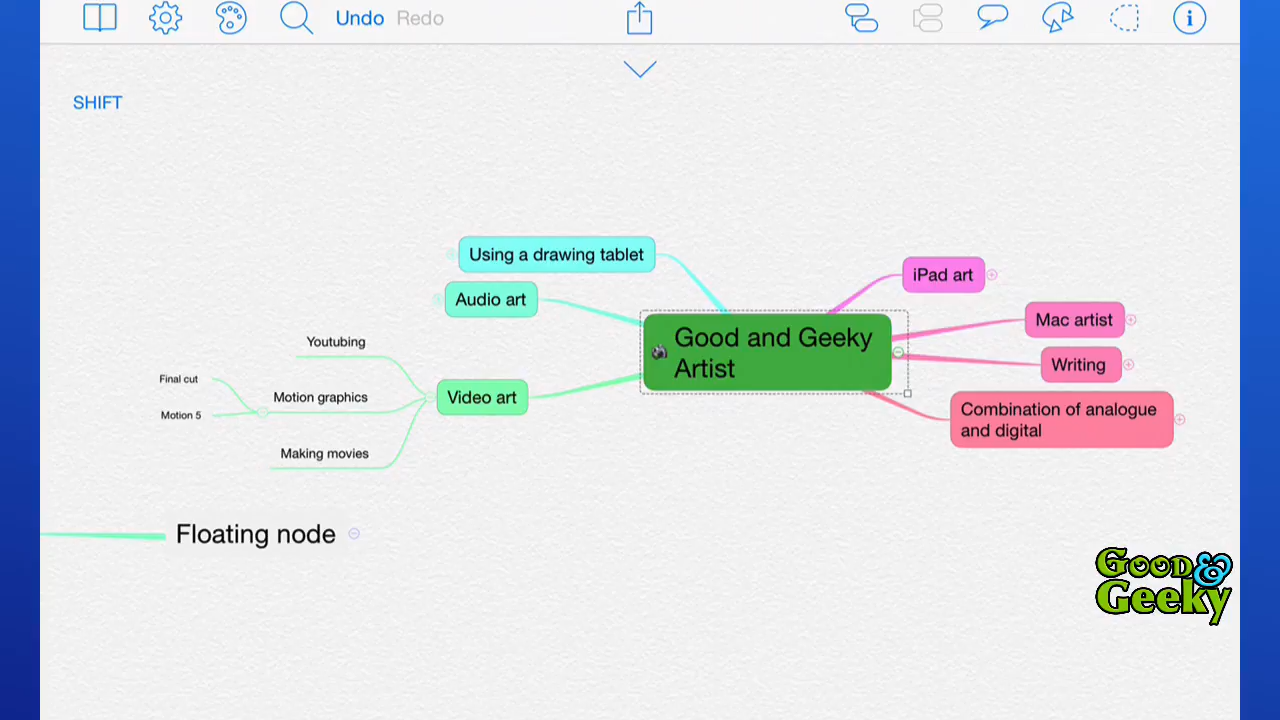 Undo Redo
SHIFT
Using a drawing tablet
iPad art
Audio art
Mac artist
Good and Geeky
Artist
Youtubing
Writing
Final cut
Motion graphics
Video art
Combination of analogue
and digital
Motion 5
Making movies
Floating node
Good &
Geeky